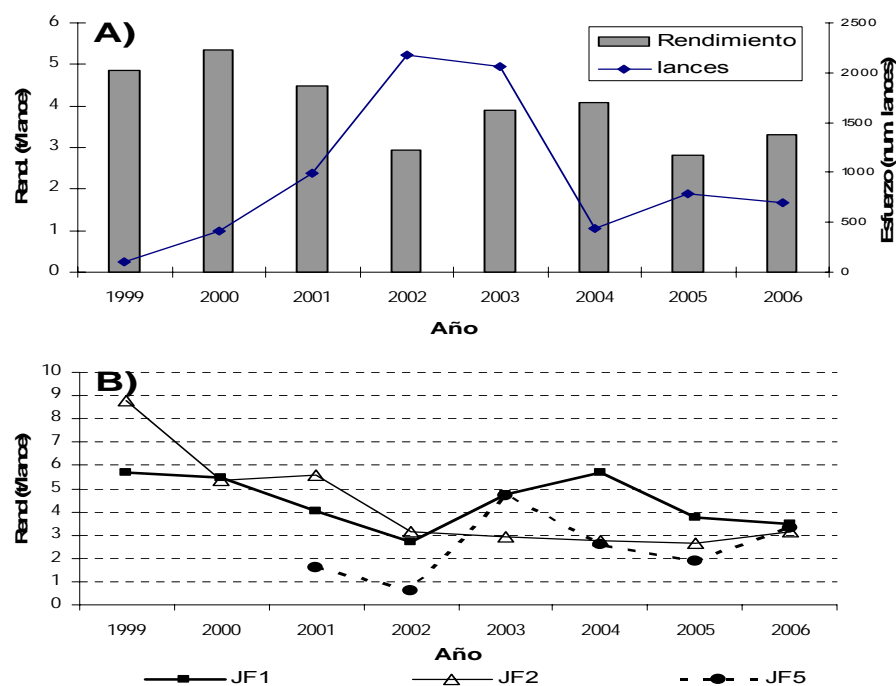 A)
Rendimiento
lances
Rend. (t/lance)
6
5
4
3
2
1
0
2500
2000
1500
1000
500
0
Esfuerzo (num. lances)
1999 2000 2001 2002 2003 2004 2005 2006
Año
B)
Rend. (t/lance)
10
9
8
7
6
5
4
3
2
1
0
1999 2000 2001 2002 2003 2004 2005 2006
Año
JF1 JF2 JF5